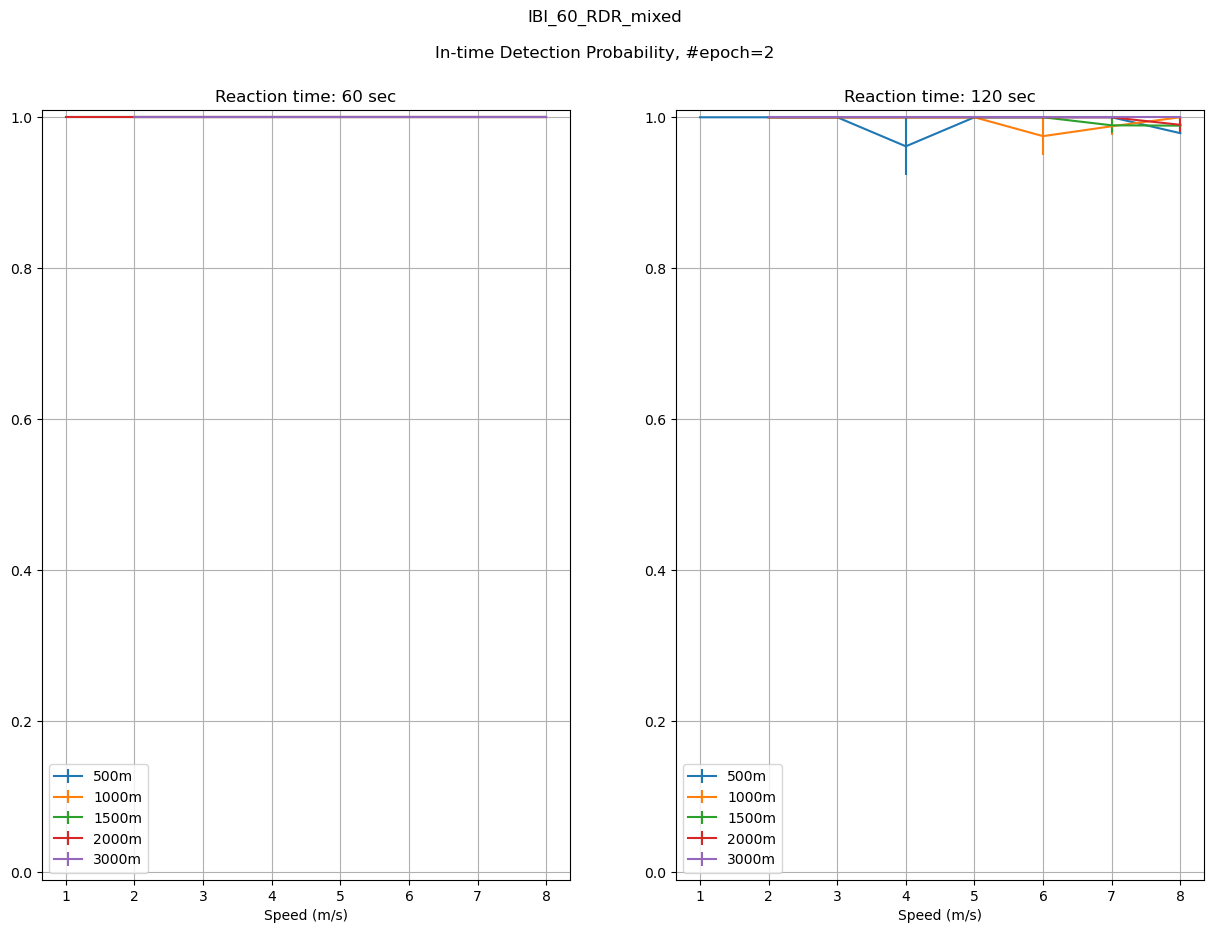 IBI_60_RDR_mixed
In-time Detection Probability, #epoch=2
Reaction time: 60 sec
1.0
0.8
0.6
0.4
0.2
0.0
500m
1000m
1500m
2000m
3000m
1 2 3 4 5 6 7 8
Speed (m/s)
Reaction time: 120 sec
1.0
0.8
0.6
0.4
0.2
0.0
500m
1000m
1500m
2000m
3000m
1 2 3 4 5 6 7 8
Speed (m/s)